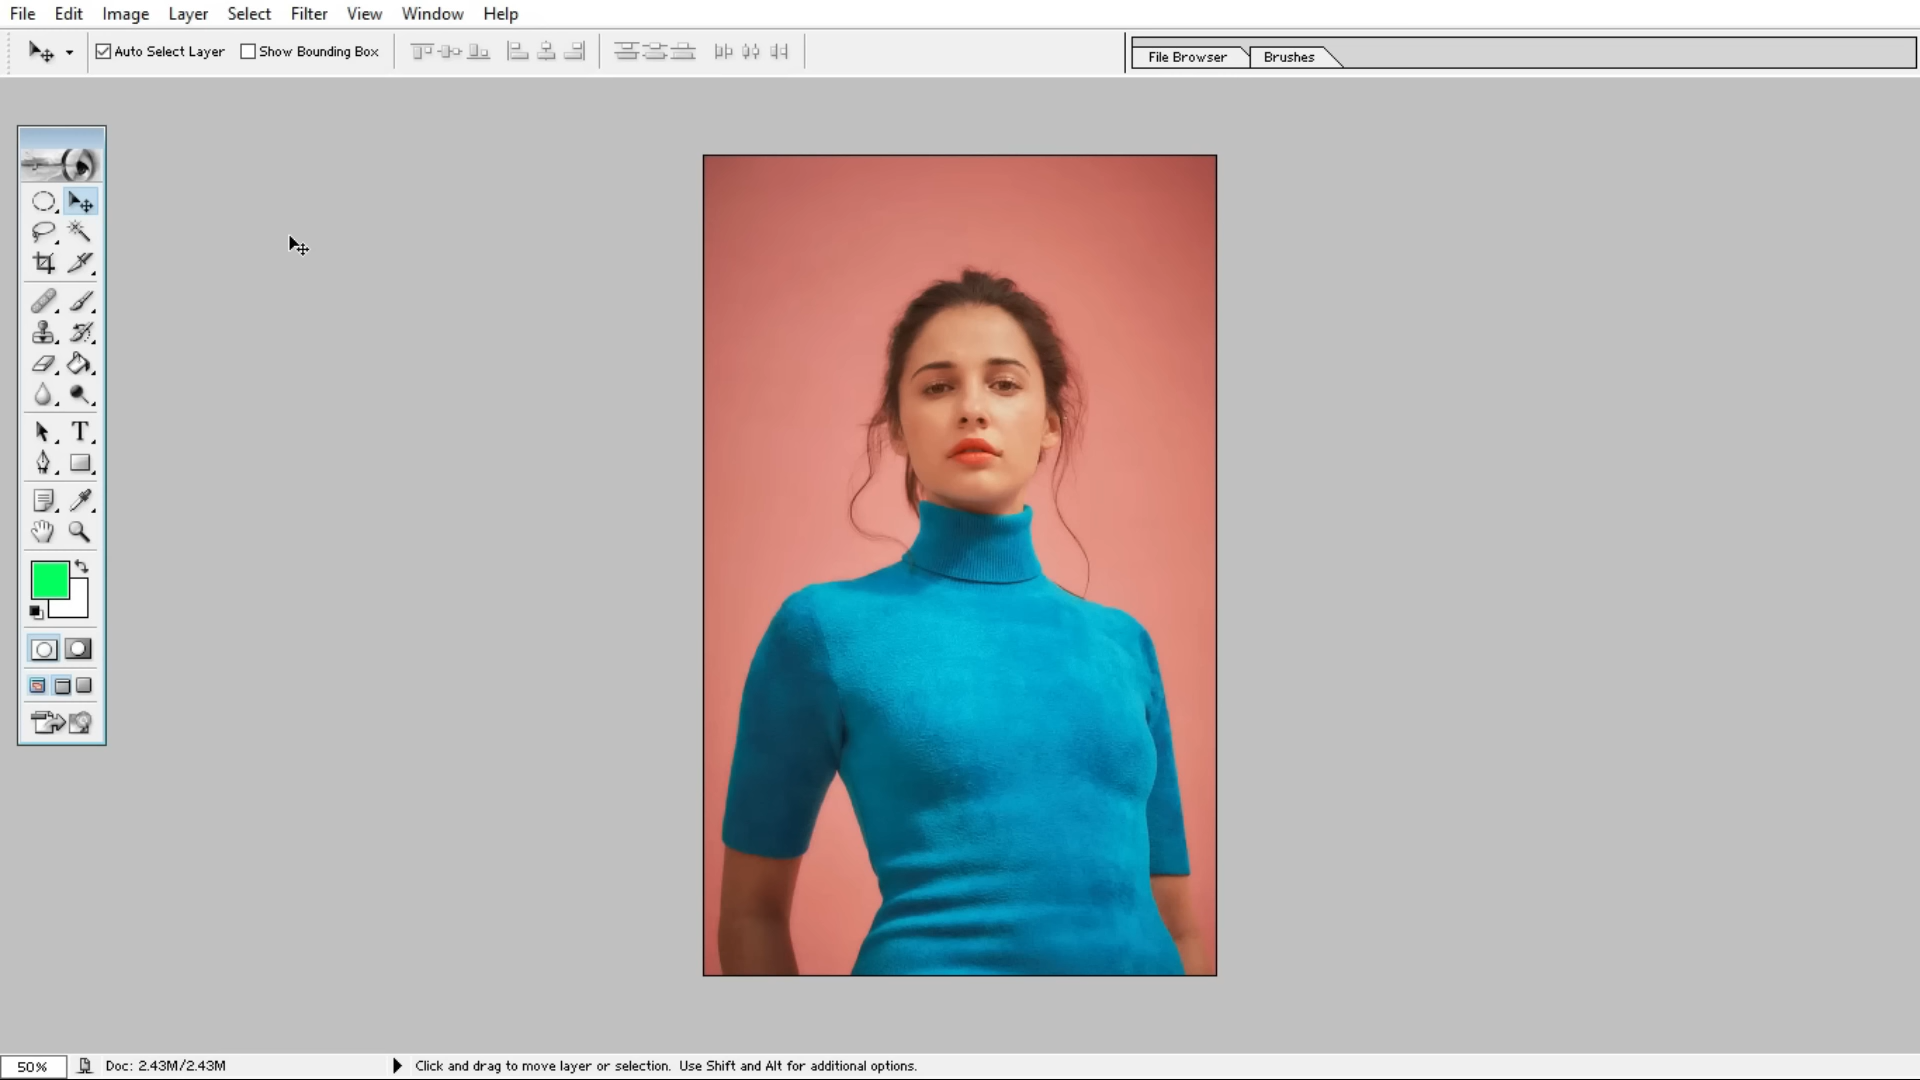 File Edit Image Layer Select Filter View Window Help
Auto Select Layer Show Bounding Box File Browser Brushes
T
50% Doc: 2.43M/2.43M Click and drag to move layer or selection. Use Shift and Alt for additional options.